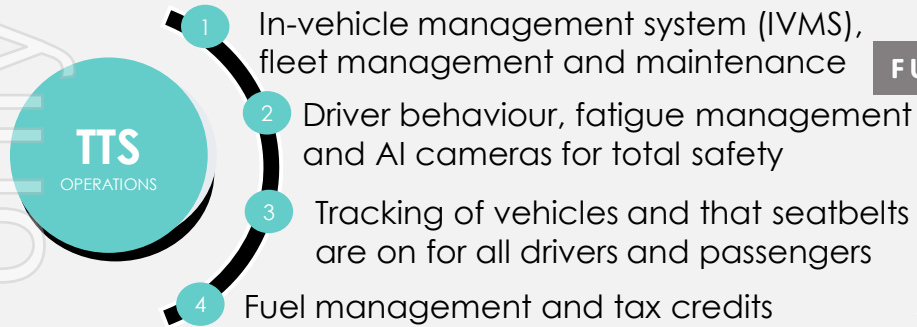 1
In-vehicle management system (IVMS),
fleet management and maintenance
F U
2
Driver behaviour, fatigue management
and AI cameras for total safety
TTS
OPERATIONS
3
Tracking of vehicles and that seatbelts
are on for all drivers and passengers
4
Fuel management and tax credits